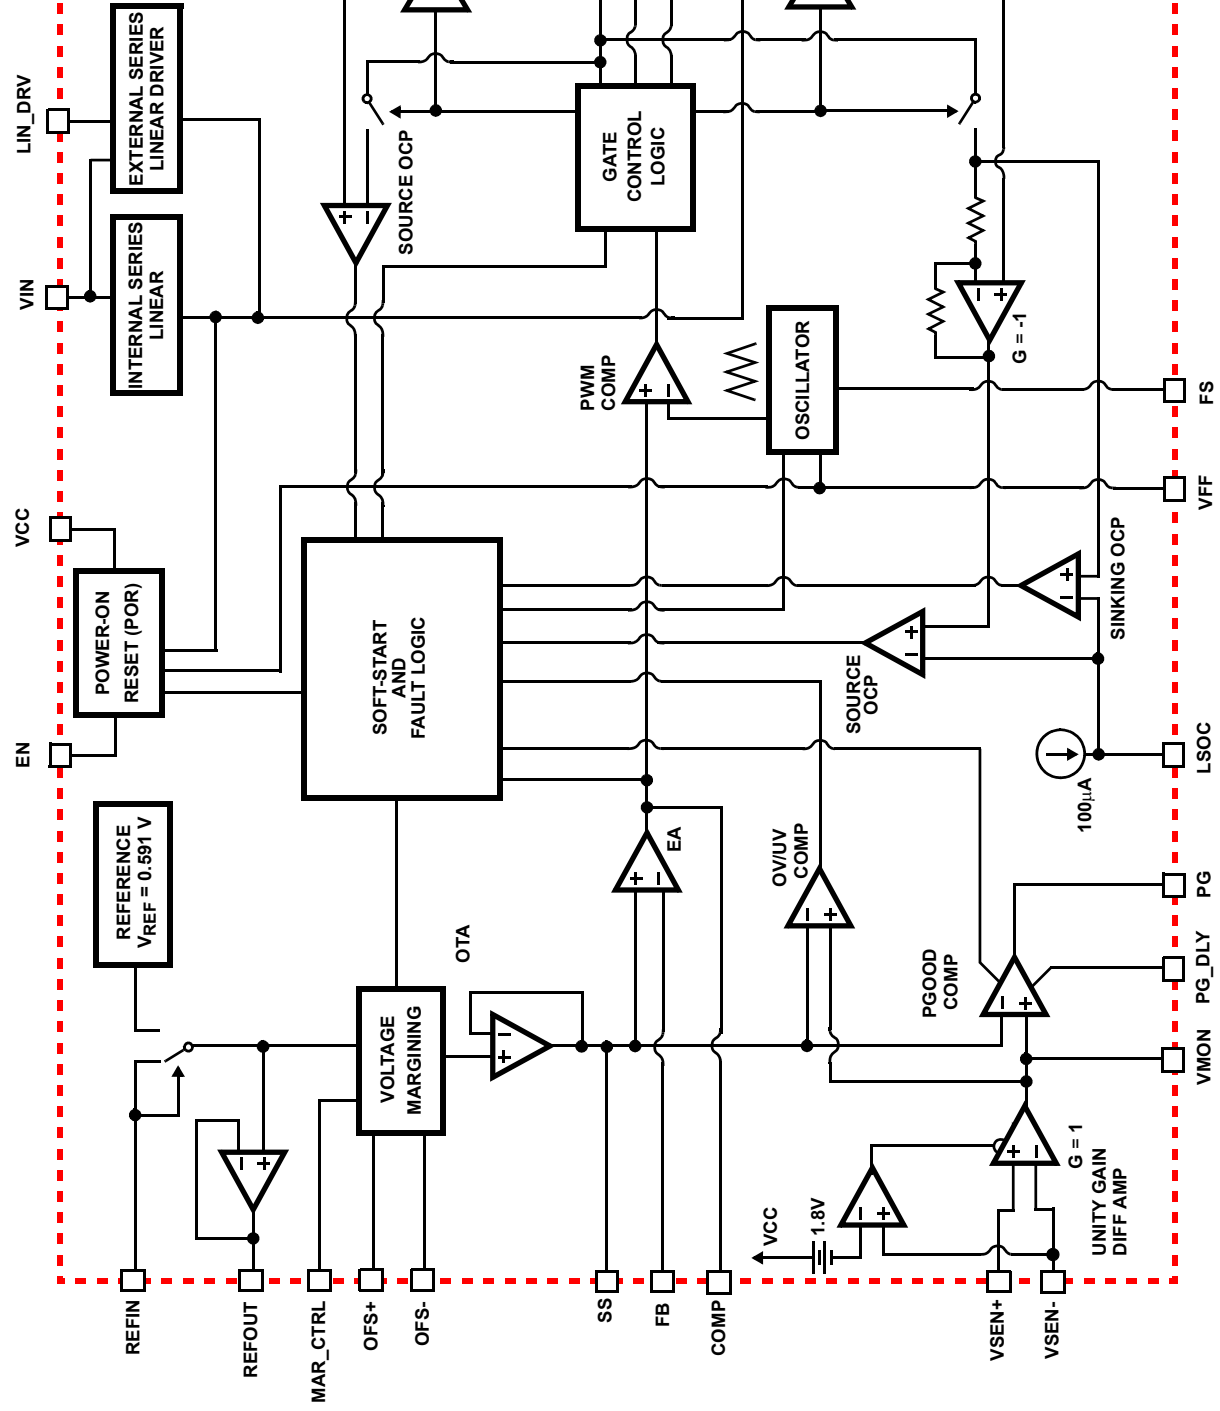 LIN_DRV
EXTERNAL SERIES
LINEAR DRIVER
VIN
INTERNAL SERIES
LINEAR
SOURCE OCP
+ –
GATE
CONTROL
LOGIC
PWM
COMP
+ –
OSCILLATOR
– +
G = -1
FS
VFF
VCC
POWER-ON
RESET (POR)
EN
SOFT-START
AND
FAULT LOGIC
– +
SINKING OCP
– +
SOURCE
OCP
100µA
LSOC
REFERENCE
VREF = 0.591 V
OTA
– +
VOLTAGE
MARGINING
EA
+ –
OV/UV
COMP
– +
PGOOD
COMP
– +
PG
PG_DLY
VMON
– +
VCC
1.8V
– +
+ –
G = 1
UNITY GAIN
DIFF AMP
REFIN
REFOUT
MAR_CTRL
OFS+
OFS-
SS
FB
COMP
VSEN+
VSEN-